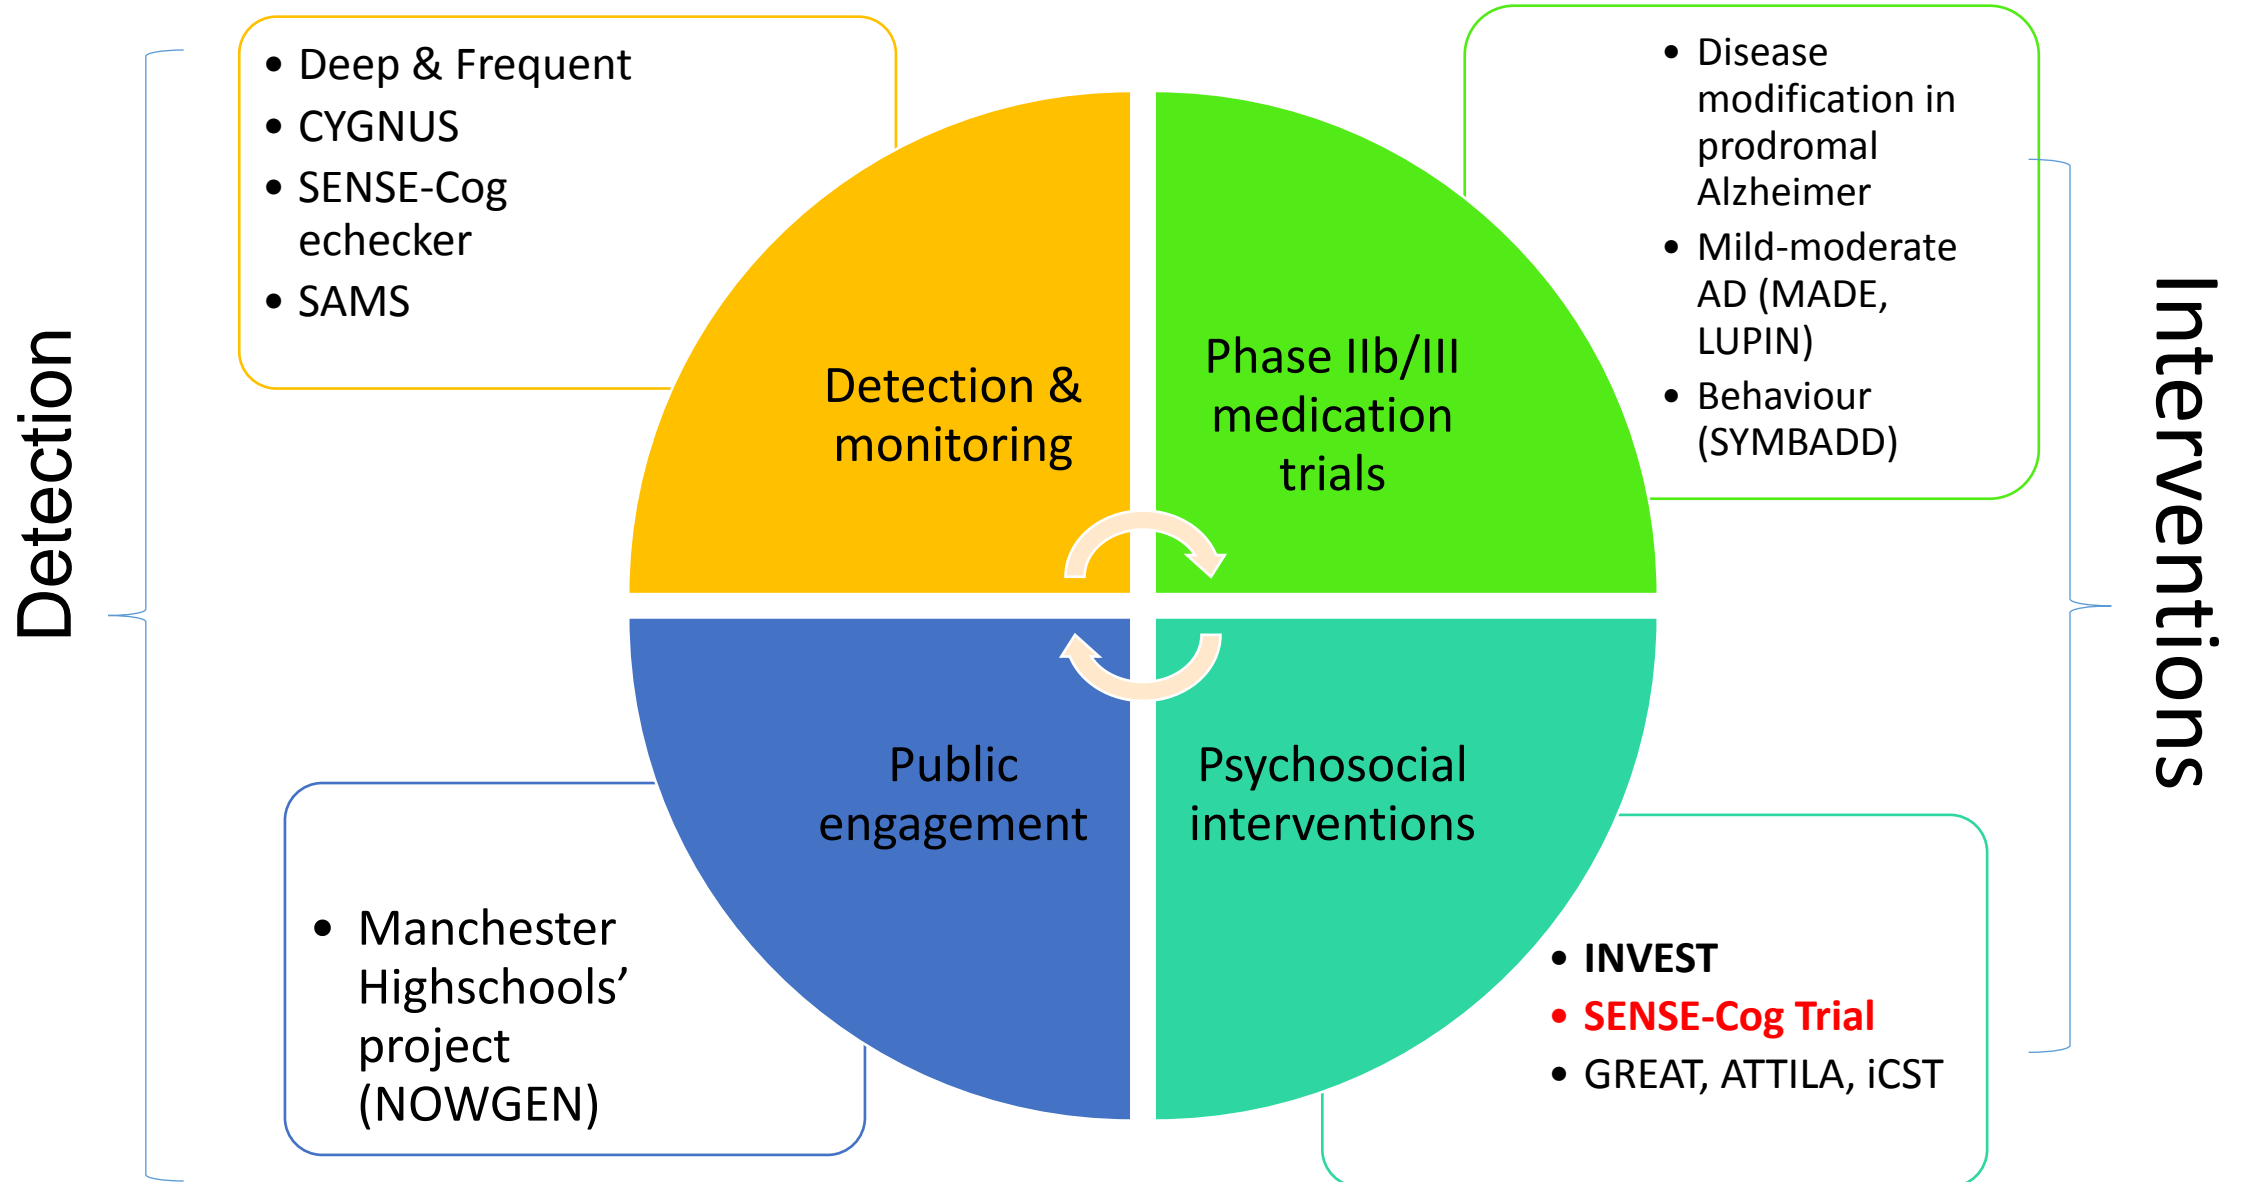 Detection
• Deep & Frequent
• CYGNUS
• SENSE-Cog
echecker
• SAMS
Detection &
monitoring
Phase IIb/III
medication
trials
• Disease
modification in
prodromal
Alzheimer
• Mild-moderate
AD (MADE,
LUPIN)
• Behaviour
(SYMBADD)
Interventions
• Manchester
Highschools’
project
(NOWGEN)
Public
engagement
Psychosocial
interventions
• INVEST
• SENSE-Cog Trial
• GREAT, ATTILA, iCST